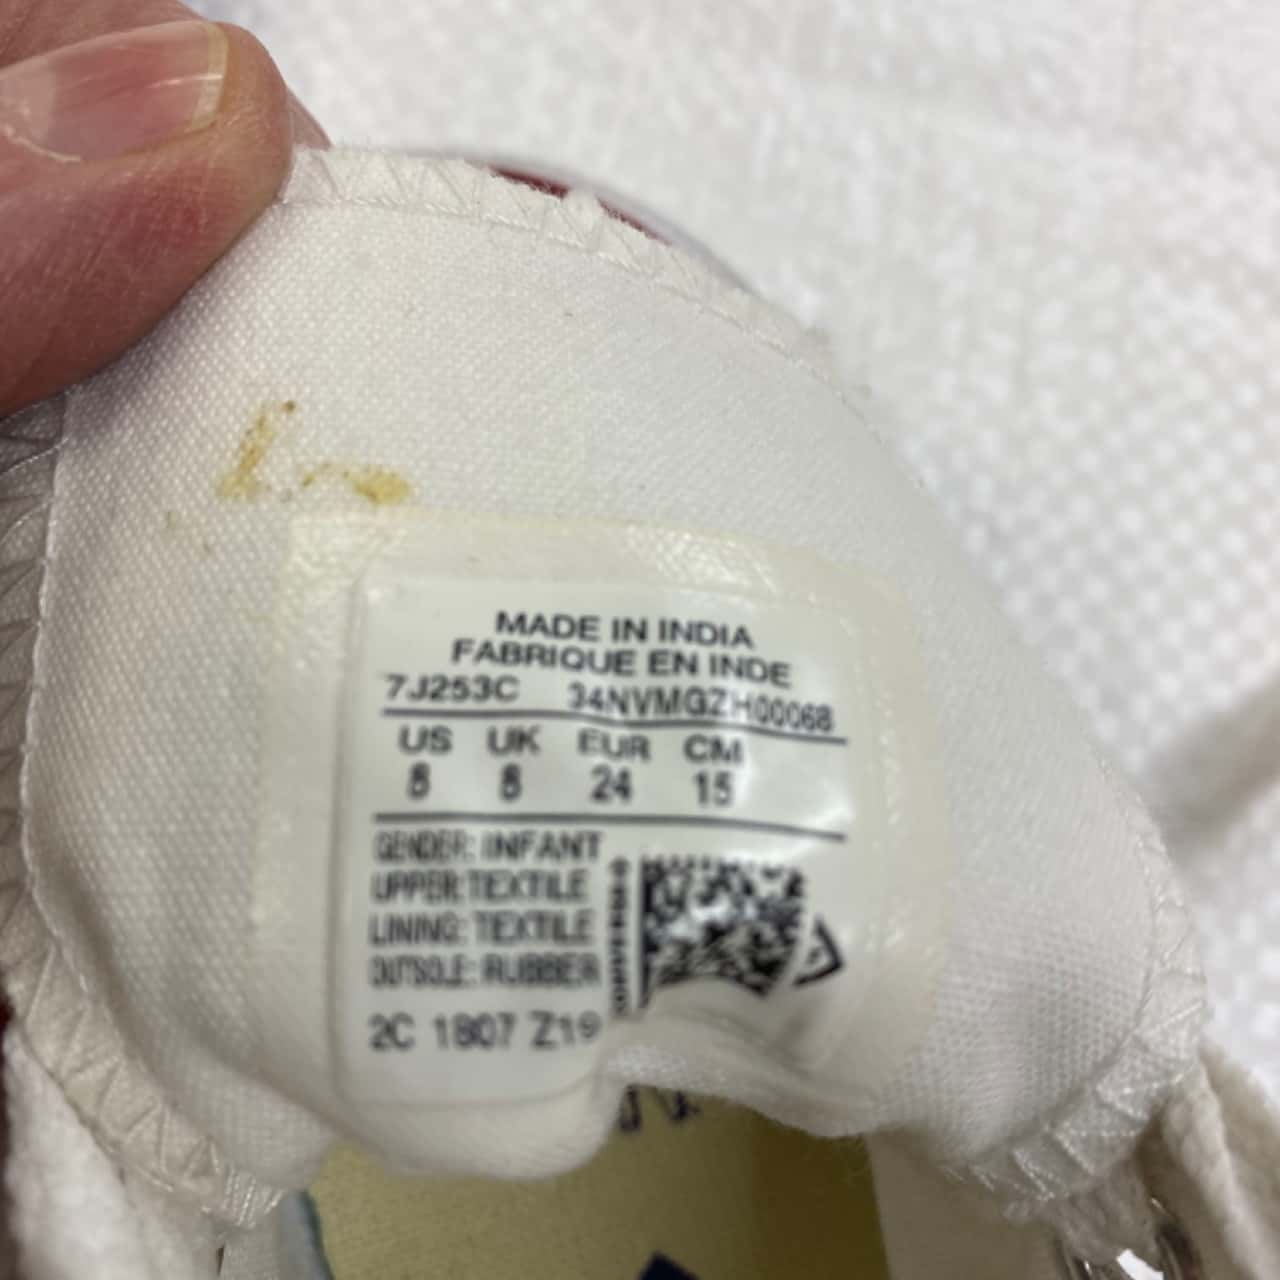 MADE IN INDIA
FABRIQUE EN INDE
7J253C 34NVMGZH00068
US UK EUR CM
8 8 24 15
GENDER: INFANT
UPPER: TEXTILE
LINING: TEXTILE
OUTSOLE: RUBBER
2C 1807 Z19
CONVERSE®